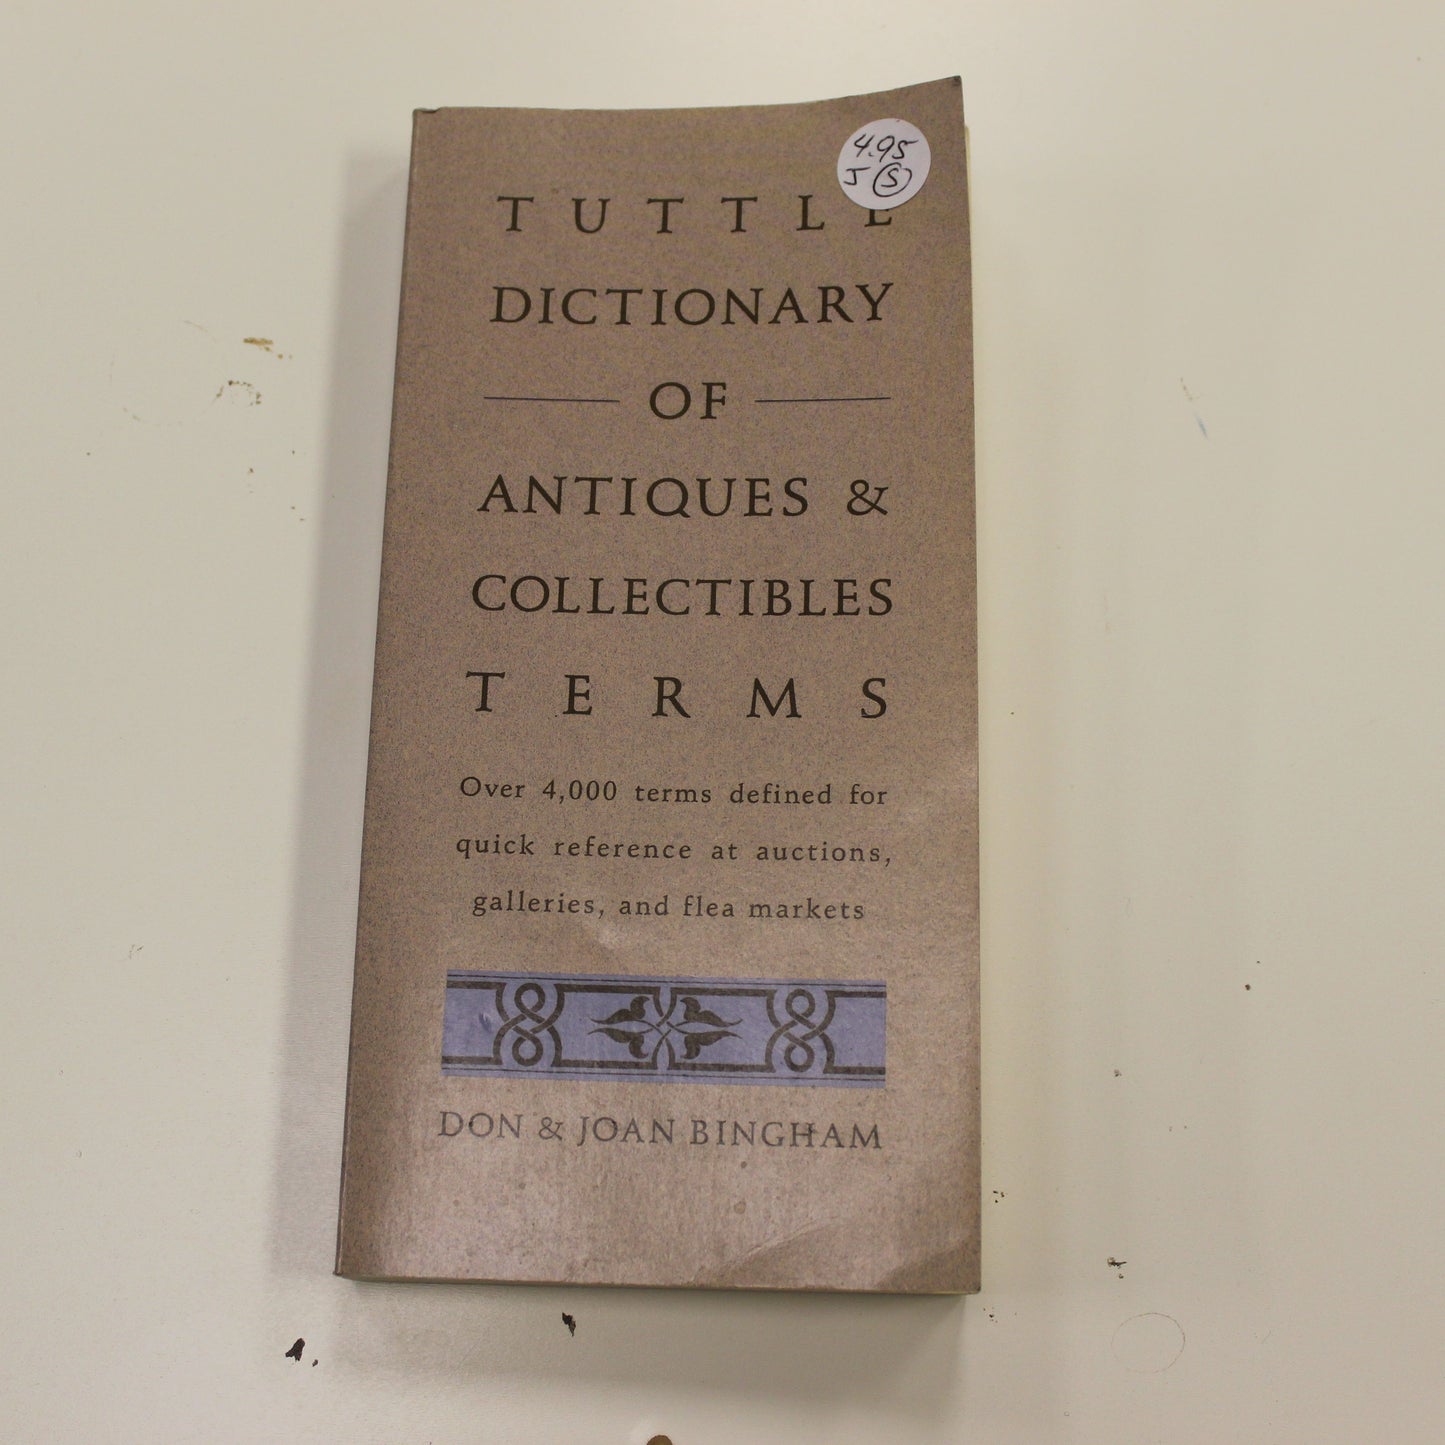 4.95
J S
TUTTLE
DICTIONARY
OF
ANTIQUES &
COLLECTIBLES
TERMS
Over 4,000 terms defined for
quick reference at auctions,
galleries, and flea markets
DON & JOAN BINGHAM